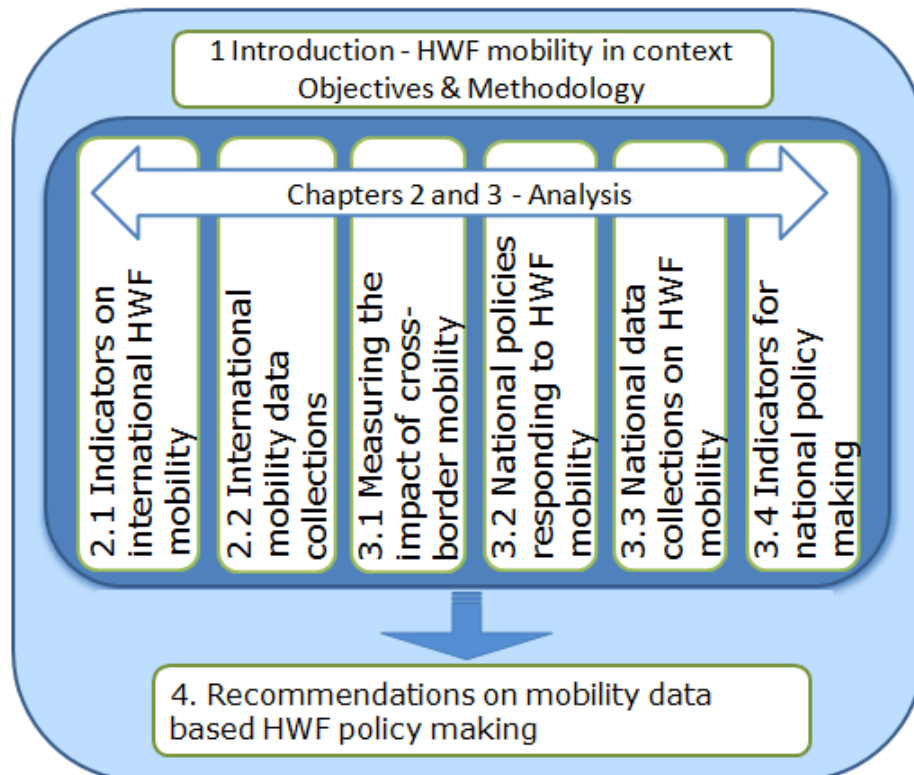 1 Introduction - HWF mobility in context
Objectives & Methodology
Chapters 2 and 3 - Analysis
2.1 Indicators on
international HWF
mobility
2.2 International
mobility data
collections
3.1 Measuring the
impact of cross-
border mobility
3.2 National policies
responding to HWF
mobility
3.3 National data
collections on HWF
mobility
3.4 Indicators for
national policy
making
4. Recommendations on mobility data
based HWF policy making